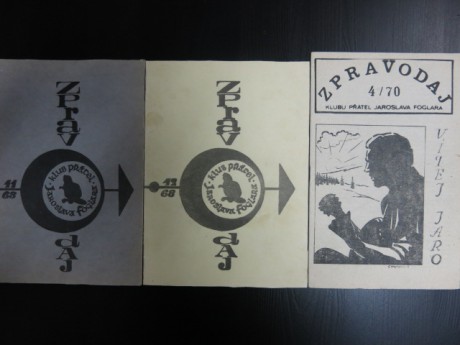 ZPRAV
DAJ
11
68
KLUB PŘÁTEL
JAROSLAVA FOGLARA
ZPRAV
DAJ
12
68
KLUB PŘÁTEL
JAROSLAVA FOGLARA
ZPRAVODAJ
4/70
KLUBU PŘÁTEL JAROSLAVA FOGLARA
VÍTEJ JARO